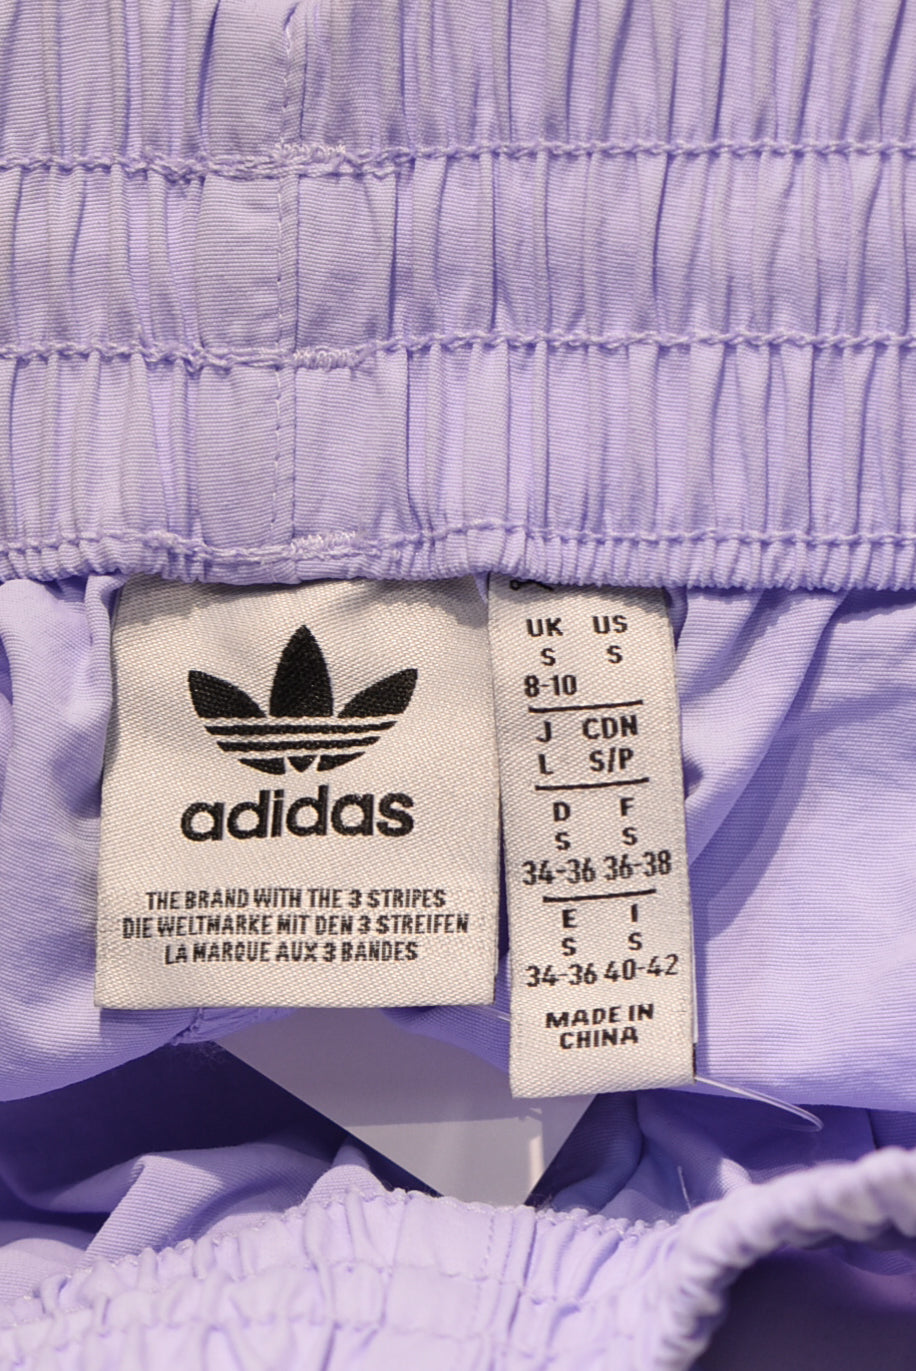 adidas
THE BRAND WITH THE 3 STRIPES
DIE WELTMARKE MIT DEN 3 STREIFEN
LA MARQUE AUX 3 BANDES
UK US
S S
8-10
J CDN
L S/P
D F
S S
34-36 36-38
E I
S S
34-36 40-42
MADE IN
CHINA